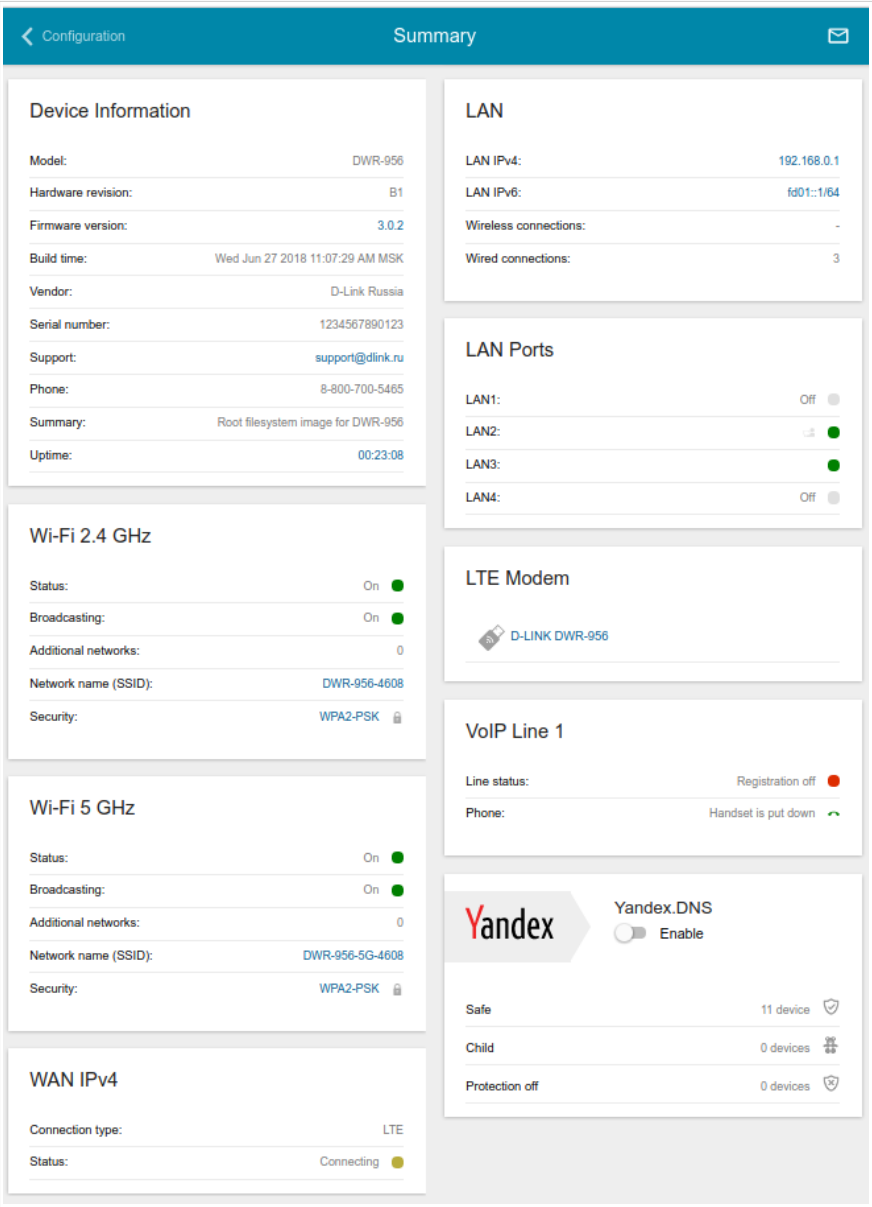 Configuration
Summary
Device Information
Model: DWR-956
Hardware revision: B1
Firmware version: 3.0.2
Build time: Wed Jun 27 2018 11:07:29 AM MSK
Vendor: D-Link Russia
Serial number: 1234567890123
Support: support@dlink.ru
Phone: 8-800-700-5465
Summary: Root filesystem image for DWR-956
Uptime: 00:23:08
Wi-Fi 2.4 GHz
Status: On
Broadcasting: On
Additional networks: 0
Network name (SSID): DWR-956-4608
Security: WPA2-PSK
Wi-Fi 5 GHz
Status: On
Broadcasting: On
Additional networks: 0
Network name (SSID): DWR-956-5G-4608
Security: WPA2-PSK
WAN IPv4
Connection type: LTE
Status: Connecting
LAN
LAN IPv4: 192.168.0.1
LAN IPv6: fd01::1/64
Wireless connections: -
Wired connections: 3
LAN Ports
LAN1: Off
LAN2:
LAN3:
LAN4: Off
LTE Modem
D-LINK DWR-956
VoIP Line 1
Line status: Registration off
Phone: Handset is put down
Yandex
Yandex.DNS
Enable
Safe 11 device
Child 0 devices
Protection off 0 devices